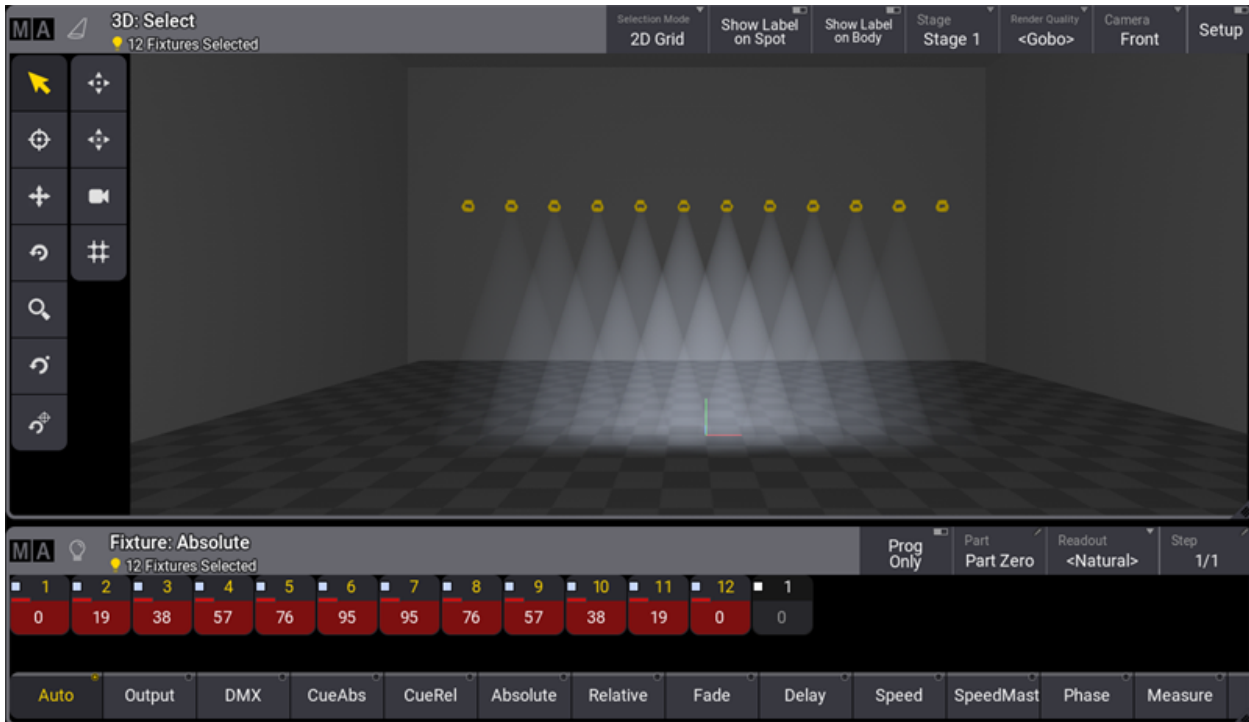 MA
3D: Select
12 Fixtures Selected
Selection Mode
2D Grid
Show Label
on Spot
Show Label
on Body
Stage
Stage 1
Render Quality
<Gobo>
Camera
Front
Setup
MA
Fixture: Absolute
12 Fixtures Selected
Prog
Only
Part
Part Zero
Readout
<Natural>
Step
1/1
1 2 3 4 5 6 7 8 9 10 11 12 1
0 19 38 57 76 95 95 76 57 38 19 0 0
Auto Output DMX CueAbs CueRel Absolute Relative Fade Delay Speed SpeedMast Phase Measure